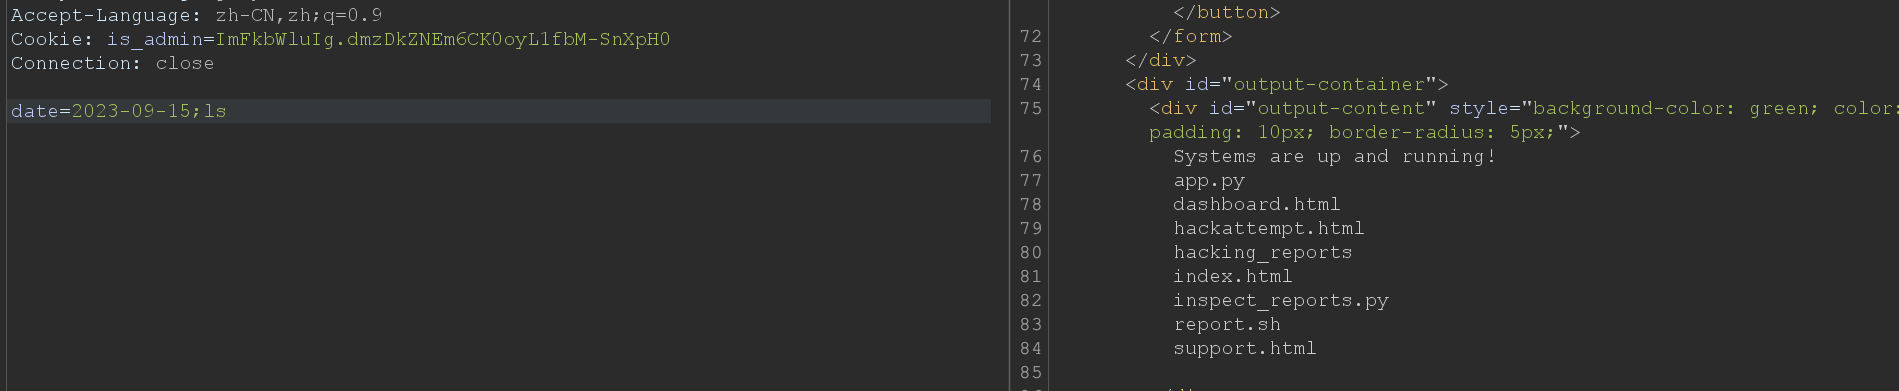 Accept-Language: zh-CN,zh;q=0.9
Cookie: is_admin=ImFkbWluIg.dmzDkZNEm6CK0oyL1fbM-SnXpH0
Connection: close
date=2023-09-15;ls
</button>
72 </form>
73 </div>
74 <div id="output-container">
75 <div id="output-content" style="background-color: green; color:
padding: 10px; border-radius: 5px;">
76 Systems are up and running!
77 app.py
78 dashboard.html
79 hackattempt.html
80 hacking_reports
81 index.html
82 inspect_reports.py
83 report.sh
84 support.html
85